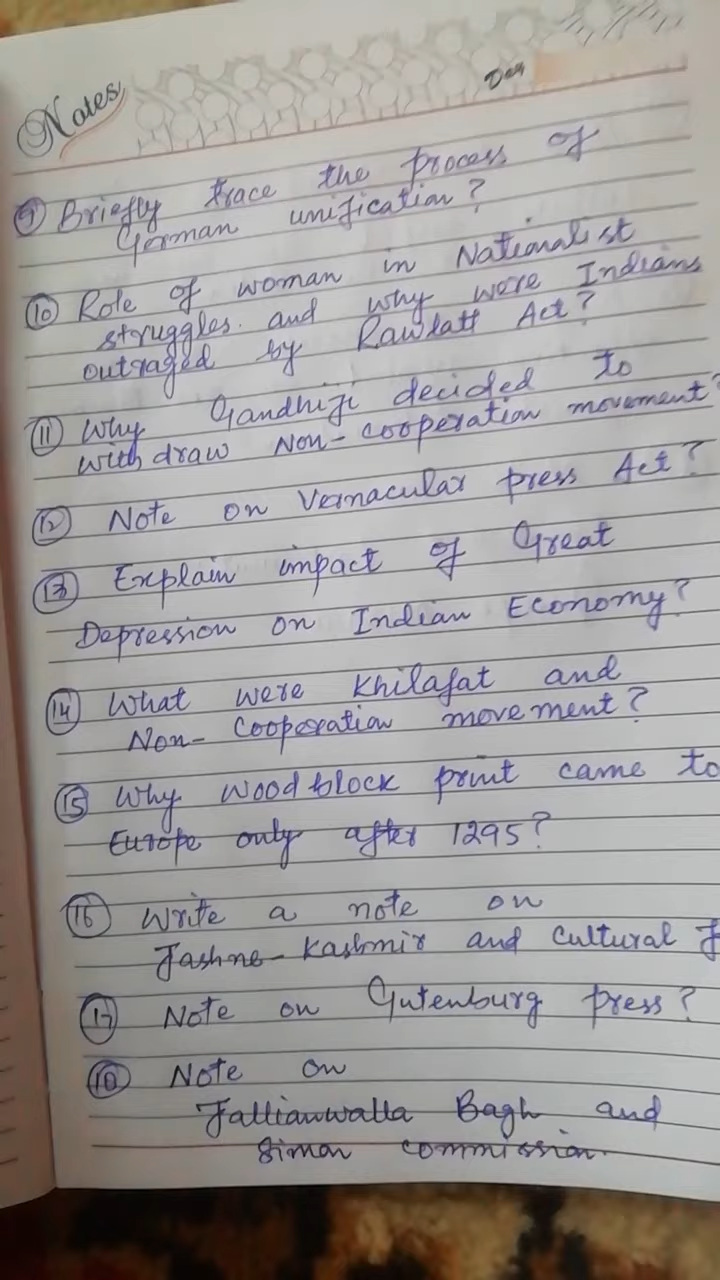 Notes
Day
9 Briefly trace the process of
German unification?
10 Role of woman in Nationalist
struggles. and why were Indians
outraged by Rawlatt Act?
11 Why Gandhiji decided to
withdraw Non-cooperation movement?
12 Note on Vernacular press Act?
13 Explain impact of Great
Depression on Indian Economy?
14 What were Khilafat and
Non-Cooperation movement?
15 Why Woodblock print came to
Europe only after 1295?
16 Write a note on
Jashne-Kashmir and Cultural
17 Note on Gutenburg press?
18 Note on
Jallianwalla Bagh and
Simon commission.